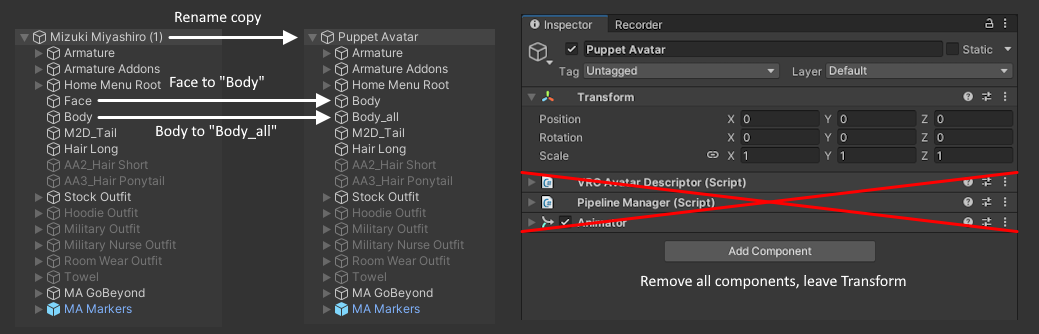 Rename copy
Mizuki Miyashiro (1)
Armature
Armature Addons
Home Menu Root
Face
Body
M2D_Tail
Hair Long
AA2_Hair Short
AA3_Hair Ponytail
Stock Outfit
Hoodie Outfit
Military Outfit
Military Nurse Outfit
Room Wear Outfit
Towel
MA GoBeyond
MA Markers
Face to "Body"
Body to "Body_all"
Puppet Avatar
Armature
Armature Addons
Home Menu Root
Body
Body_all
M2D_Tail
Hair Long
AA2_Hair Short
AA3_Hair Ponytail
Stock Outfit
Hoodie Outfit
Military Outfit
Military Nurse Outfit
Room Wear Outfit
Towel
MA GoBeyond
MA Markers
Inspector Recorder
Puppet Avatar Static
Tag Untagged Layer Default
Transform
Position X 0 Y 0 Z 0
Rotation X 0 Y 0 Z 0
Scale X 1 Y 1 Z 1
VRC Avatar Descriptor (Script)
Pipeline Manager (Script)
Animator
Add Component
Remove all components, leave Transform